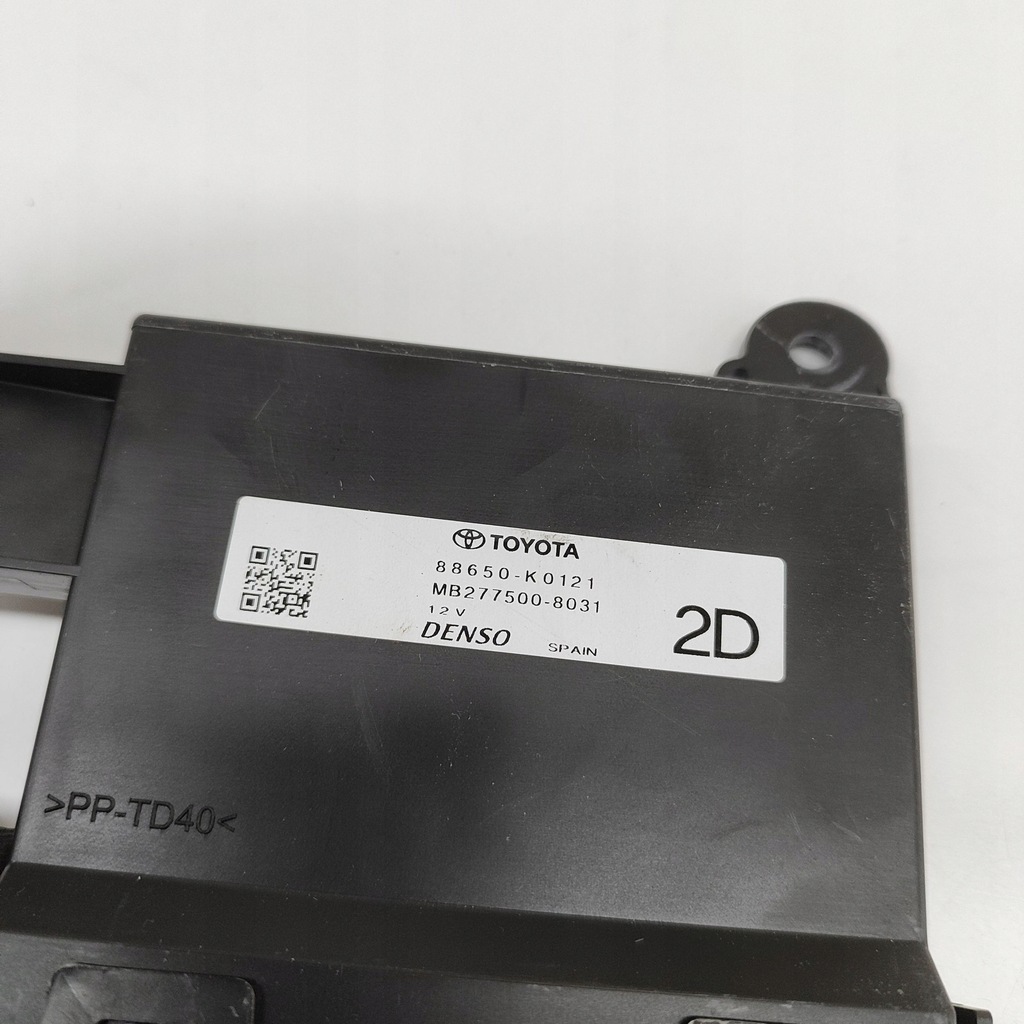 TOYOTA
88650-K0121
MB277500-8031
12V
DENSO SPAIN
2D
>PP-TD40<